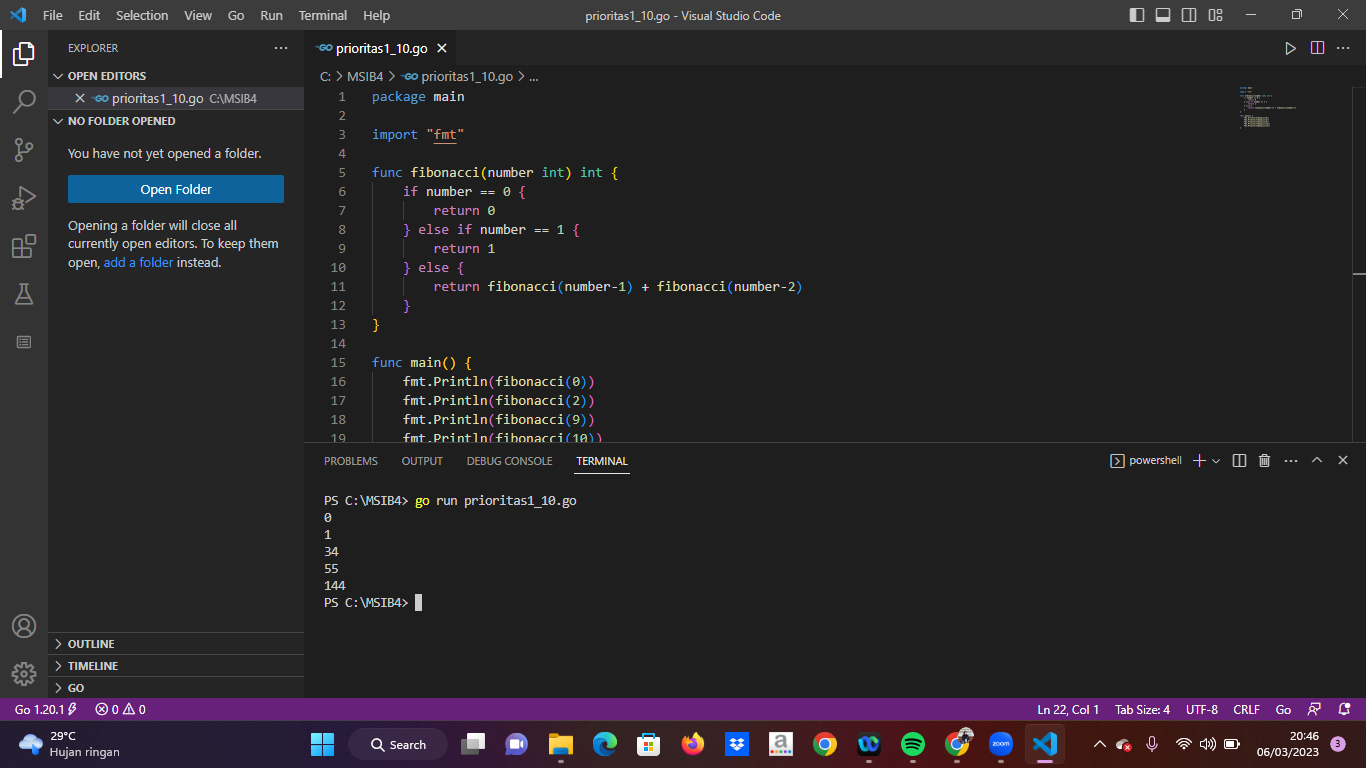 File Edit Selection View Go Run Terminal Help prioritas1_10.go - Visual Studio Code
EXPLORER
OPEN EDITORS
prioritas1_10.go C:\MSIB4
NO FOLDER OPENED
You have not yet opened a folder.
Open Folder
Opening a folder will close all
currently open editors. To keep them
open, add a folder instead.
OUTLINE
TIMELINE
GO
GO prioritas1_10.go
C: > MSIB4 > GO prioritas1_10.go > ...
1 package main
2
3 import "fmt"
4
5 func fibonacci(number int) int {
6 if number == 0 {
7 return 0
8 } else if number == 1 {
9 return 1
10 } else {
11 return fibonacci(number-1) + fibonacci(number-2)
12 }
13 }
14
15 func main() {
16 fmt.Println(fibonacci(0))
17 fmt.Println(fibonacci(2))
18 fmt.Println(fibonacci(9))
19 fmt.Println(fibonacci(10))
PROBLEMS OUTPUT DEBUG CONSOLE TERMINAL powershell
PS C:\MSIB4> go run prioritas1_10.go
0
1
34
55
144
PS C:\MSIB4>
Go 1.20.1 0 0 Ln 22, Col 1 Tab Size: 4 UTF-8 CRLF Go
29°C
Hujan ringan
Search
zoom
20:46
06/03/2023
3